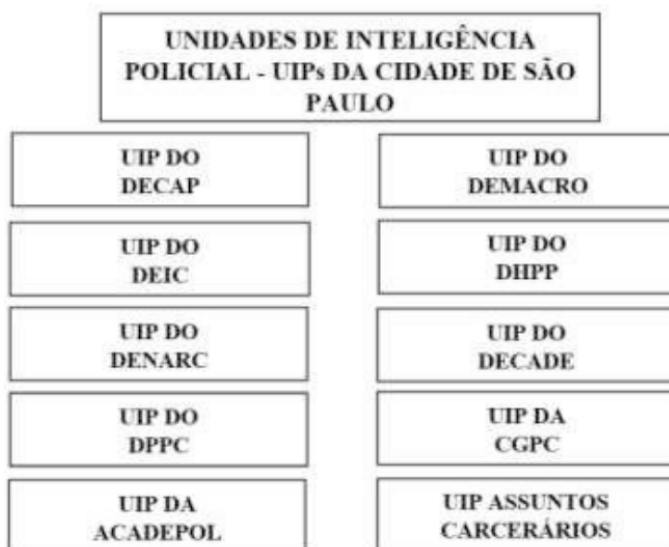 UNIDADES DE INTELIGÊNCIA
POLICIAL - UIPs DA CIDADE DE SÃO
PAULO
UIP DO
DECAP
UIP DO
DEMACRO
UIP DO
DEIC
UIP DO
DHPP
UIP DO
DENARC
UIP DO
DECADE
UIP DO
DPPC
UIP DA
CGPC
UIP DA
ACADEPOL
UIP ASSUNTOS
CARCERÁRIOS